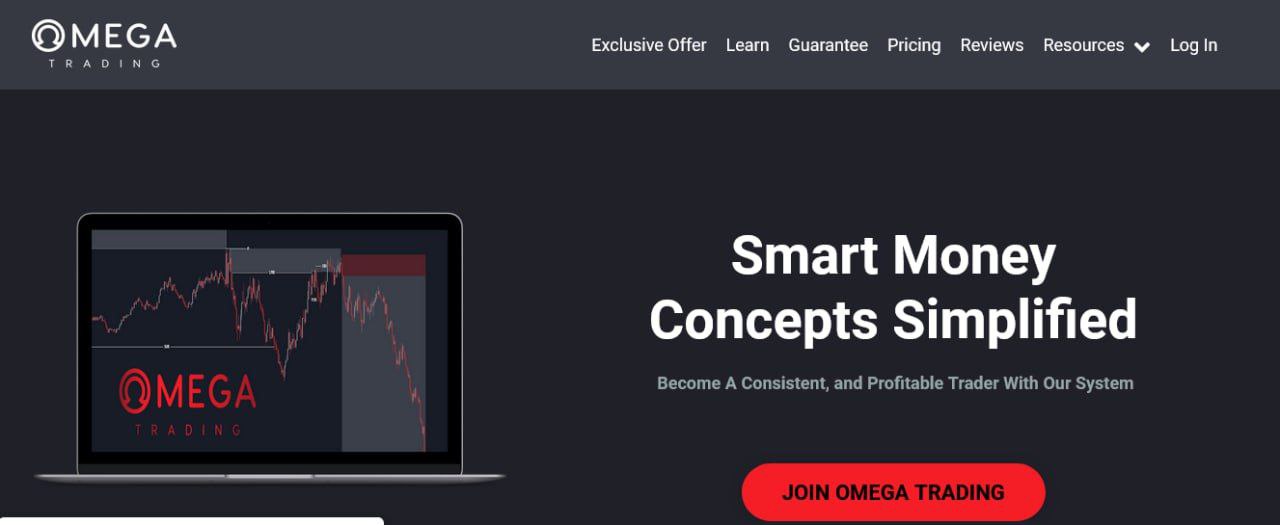 OMEGA
TRADING
Exclusive Offer Learn Guarantee Pricing Reviews Resources Log In
Smart Money
Concepts Simplified
Become A Consistent, and Profitable Trader With Our System
OMEGA
TRADING
JOIN OMEGA TRADING